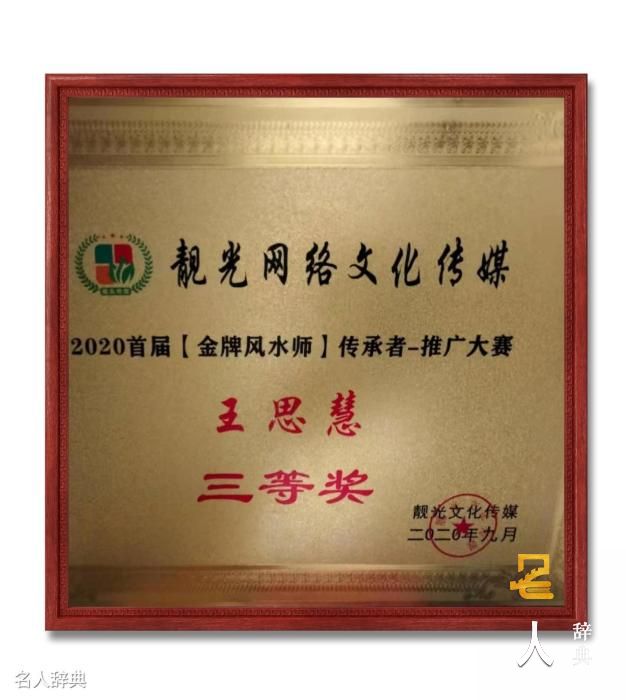 靓光网络文化传媒
2020首届【金牌风水师】传承者-推广大赛
王思慧
三等奖
靓光文化传媒
二〇二〇年九月
名
人
辞
典
名人辞典